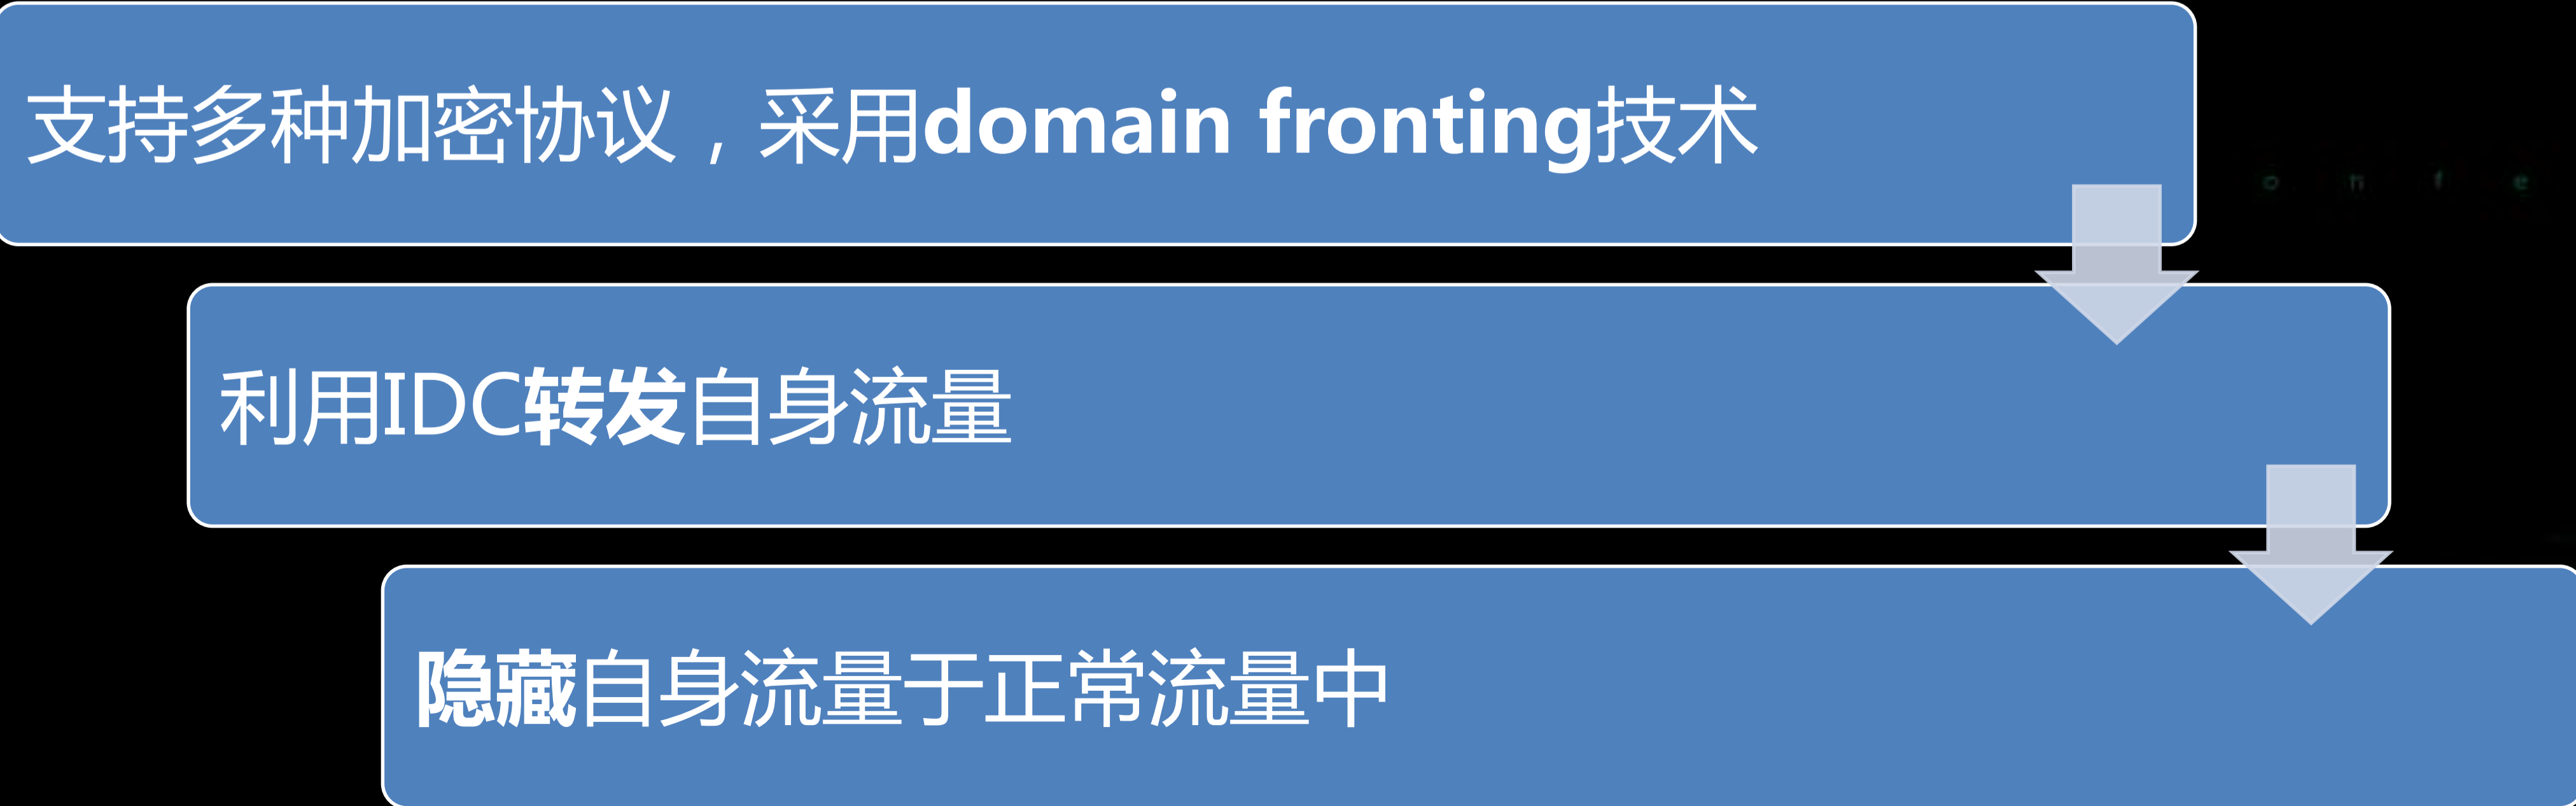 支持多种加密协议，采用domain fronting技术
利用IDC转发自身流量
隐藏自身流量于正常流量中